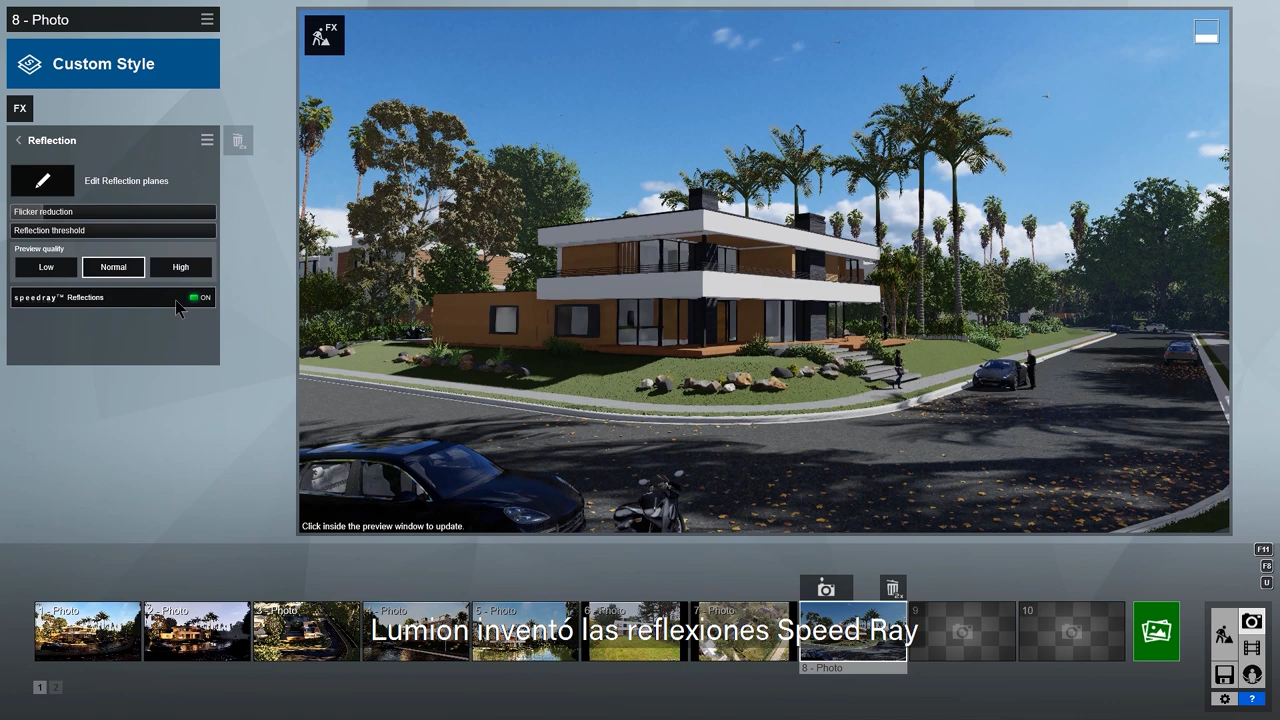 8 - Photo
Custom Style
FX
FX
Reflection
Edit Reflection planes
Flicker reduction
Reflection threshold
Preview quality
Low
Normal
High
speedray™ Reflections
ON
Click inside the preview window to update.
F11
F8
U
1 - Photo
2 - Photo
3 - Photo
4 - Photo
5 - Photo
6 - Photo
7 - Photo
9
10
Lumion inventó las reflexiones Speed Ray
8 - Photo
1
2
?